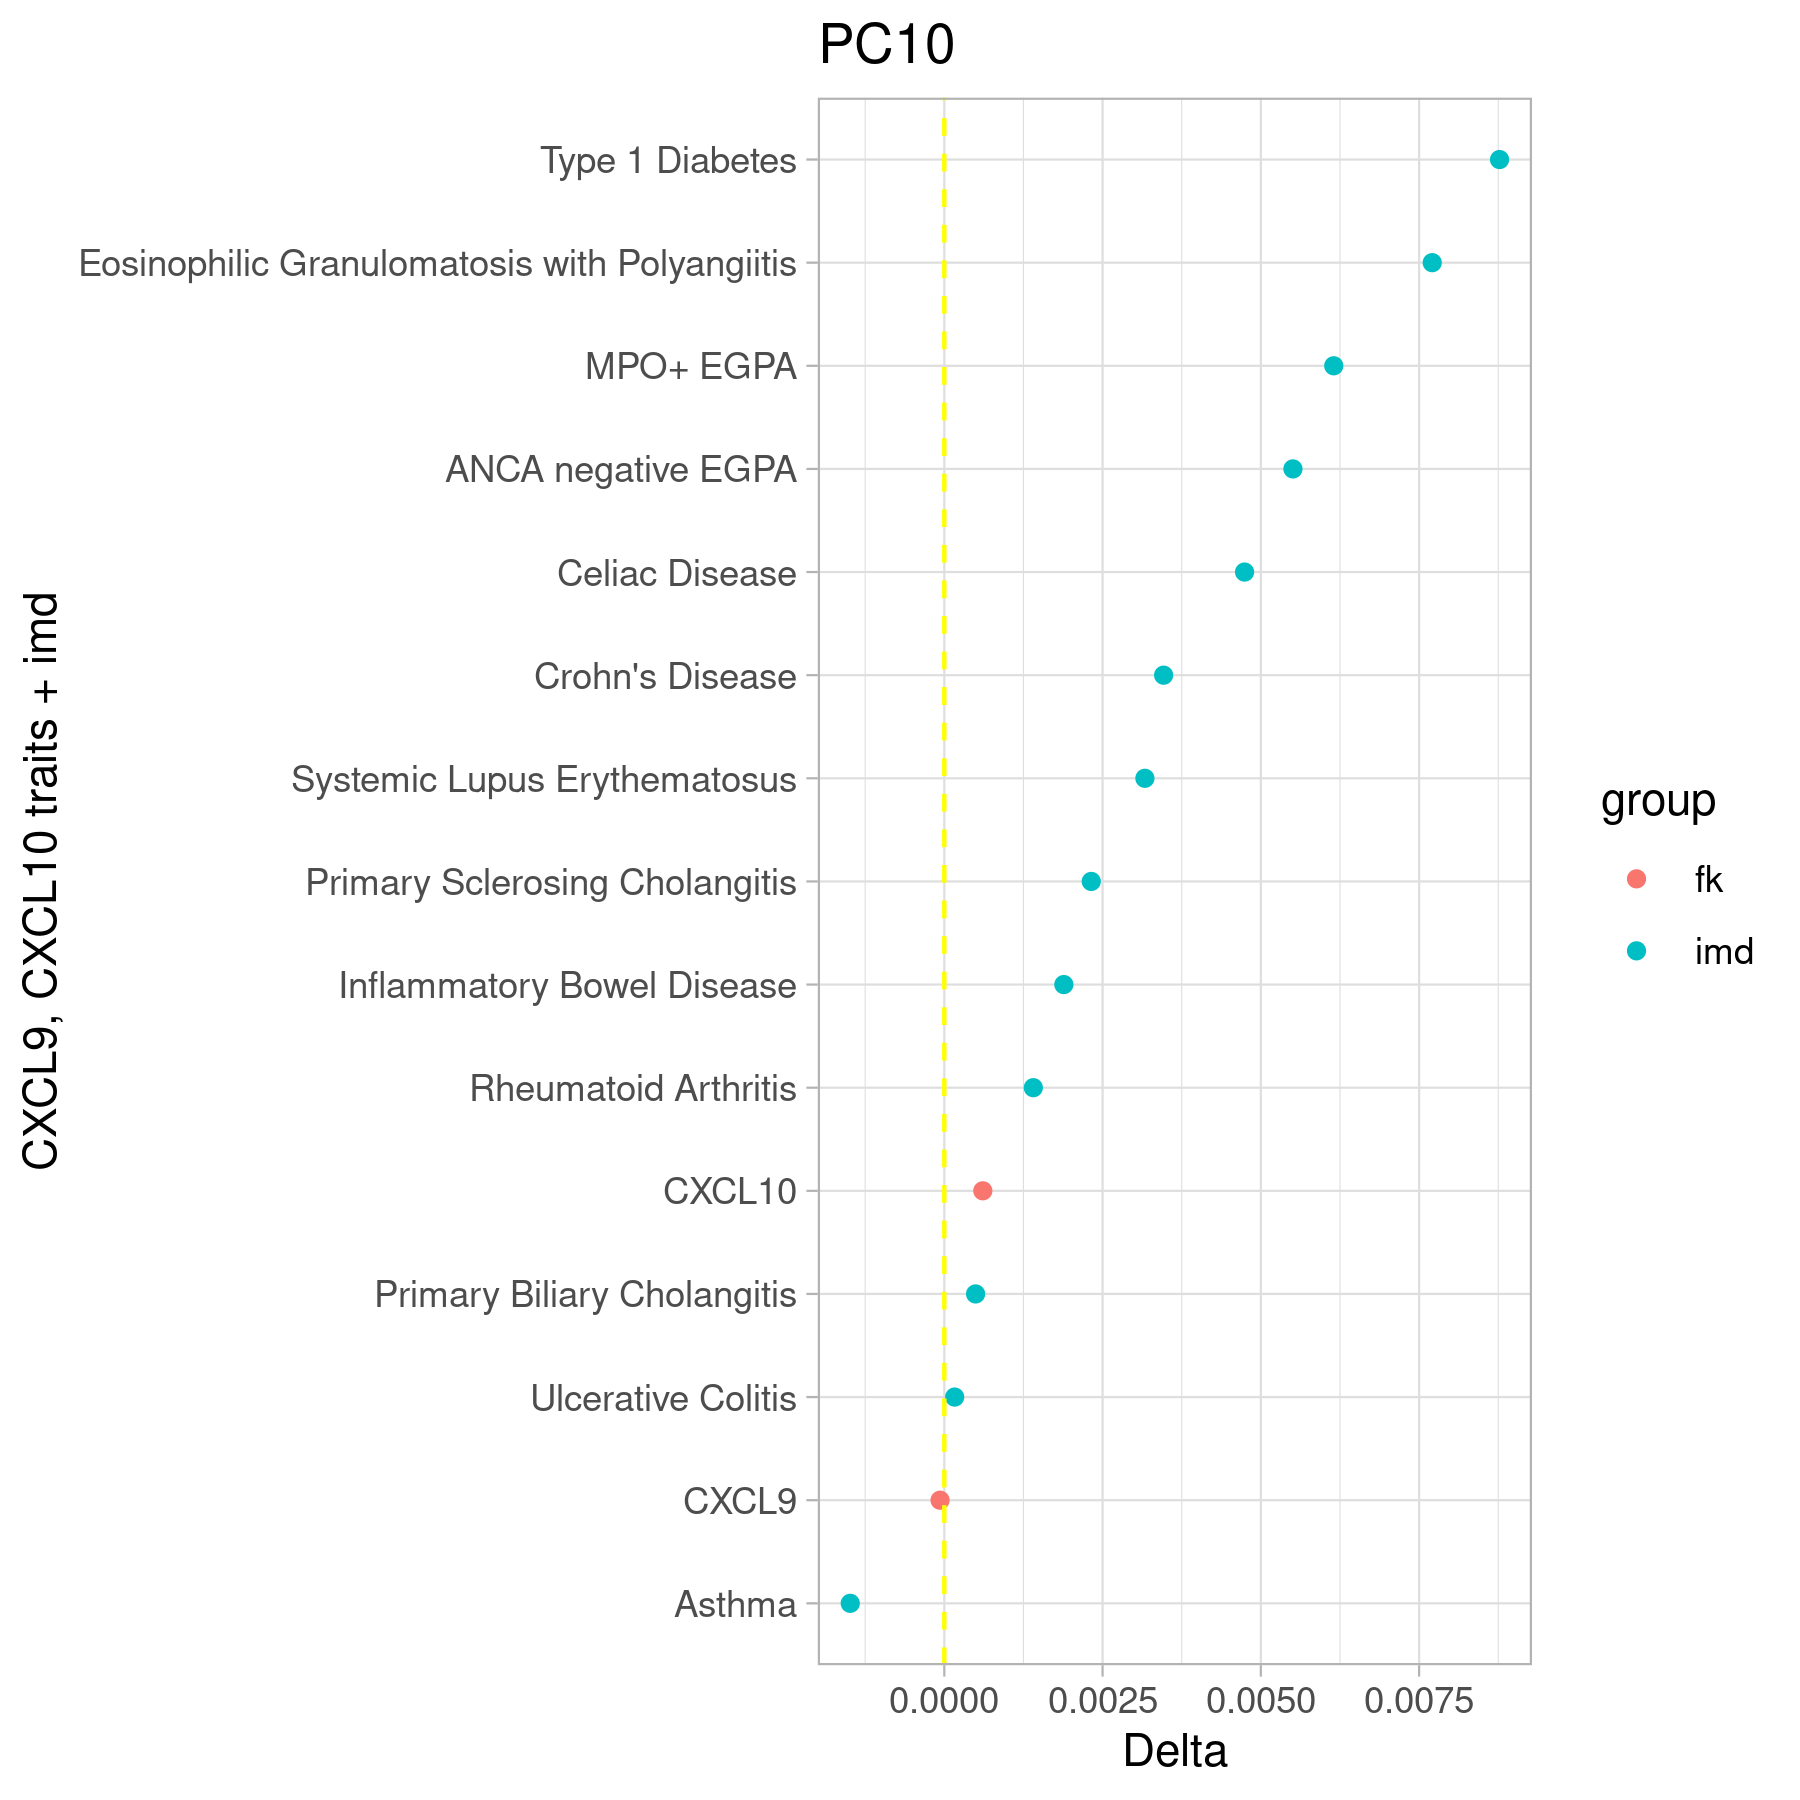 PC10
Type 1 Diabetes
Eosinophilic Granulomatosis with Polyangiitis
MPO+ EGPA
ANCA negative EGPA
Celiac Disease
Crohn's Disease
Systemic Lupus Erythematosus
Primary Sclerosing Cholangitis
Inflammatory Bowel Disease
Rheumatoid Arthritis
CXCL10
Primary Biliary Cholangitis
Ulcerative Colitis
CXCL9
Asthma
CXCL9, CXCL10 traits + imd
0.0000 0.0025 0.0050 0.0075
Delta
group
fk
imd